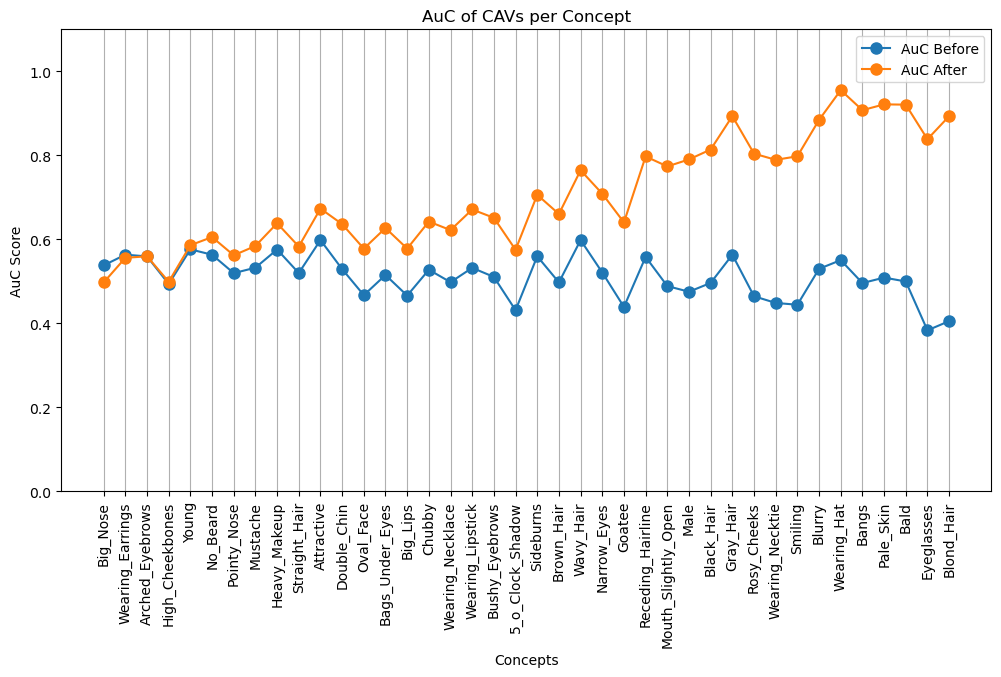 AuC of CAVs per Concept
AuC Before
AuC After
AuC Score
1.0
0.8
0.6
0.4
0.2
0.0
Big_Nose
Wearing_Earrings
Arched_Eyebrows
High_Cheekbones
Young
No_Beard
Pointy_Nose
Mustache
Heavy_Makeup
Straight_Hair
Attractive
Double_Chin
Oval_Face
Bags_Under_Eyes
Big_Lips
Chubby
Wearing_Necklace
Wearing_Lipstick
Bushy_Eyebrows
5_o_Clock_Shadow
Sideburns
Brown_Hair
Wavy_Hair
Narrow_Eyes
Goatee
Receding_Hairline
Mouth_Slightly_Open
Male
Black_Hair
Gray_Hair
Rosy_Cheeks
Wearing_Necktie
Smiling
Blurry
Wearing_Hat
Bangs
Pale_Skin
Bald
Eyeglasses
Blond_Hair
Concepts